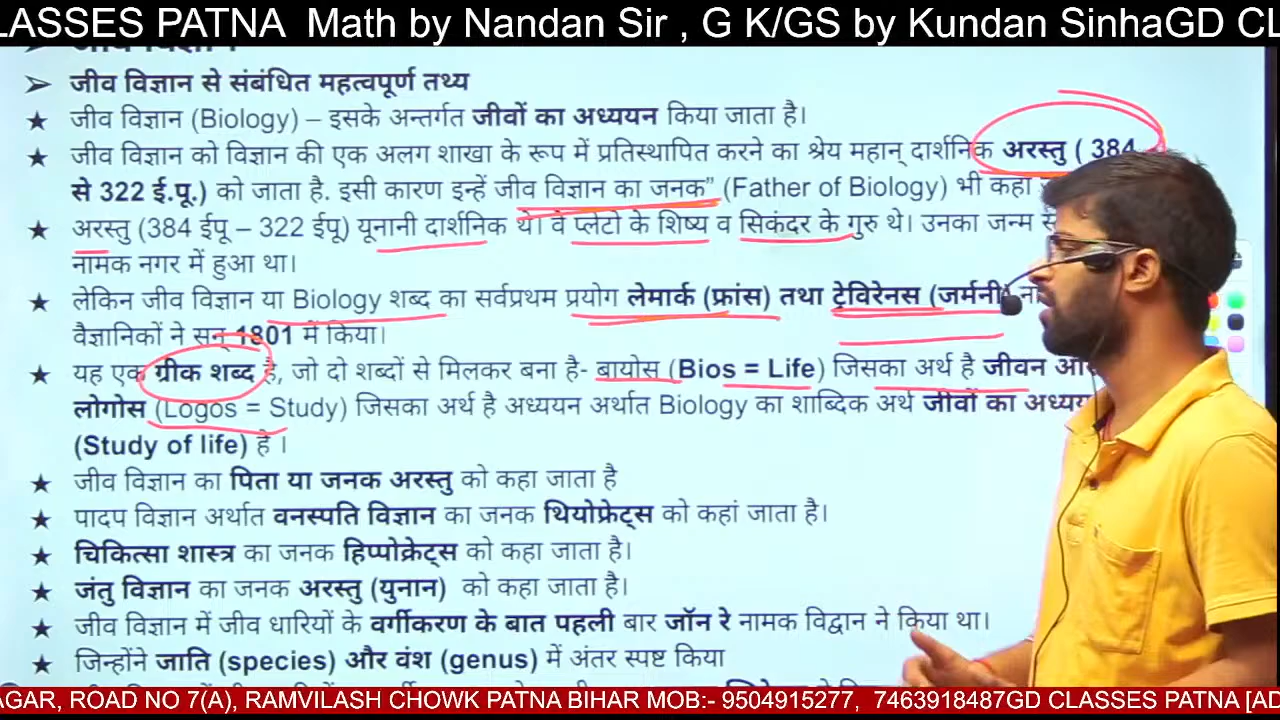 LASSES PATNA Math by Nandan Sir , G K/GS by Kundan SinhaGD CL
जीव विज्ञान
➢ जीव विज्ञान से संबंधित महत्वपूर्ण तथ्य
★ जीव विज्ञान (Biology) – इसके अन्तर्गत जीवों का अध्ययन किया जाता है।
★ जीव विज्ञान को विज्ञान की एक अलग शाखा के रूप में प्रतिस्थापित करने का श्रेय महान् दार्शनिक अरस्तु ( 384
से 322 ई.पू.) को जाता है. इसी कारण इन्हें जीव विज्ञान का जनक” (Father of Biology) भी कहा
★ अरस्तु (384 ईपू – 322 ईपू) यूनानी दार्शनिक थे। वे प्लेटो के शिष्य व सिकंदर के गुरु थे। उनका जन्म
नामक नगर में हुआ था।
★ लेकिन जीव विज्ञान या Biology शब्द का सर्वप्रथम प्रयोग लेमार्क (फ्रांस) तथा ट्रेविरेनस (जर्मनी)
वैज्ञानिकों ने सन् 1801 में किया।
★ यह एक ग्रीक शब्द है, जो दो शब्दों से मिलकर बना है- बायोस (Bios = Life) जिसका अर्थ है जीवन
लोगोस (Logos = Study) जिसका अर्थ है अध्ययन अर्थात Biology का शाब्दिक अर्थ जीवों का
(Study of life) है ।
★ जीव विज्ञान का पिता या जनक अरस्तु को कहा जाता है
★ पादप विज्ञान अर्थात वनस्पति विज्ञान का जनक थियोफ्रेट्स को कहां जाता है।
★ चिकित्सा शास्त्र का जनक हिप्पोक्रेट्स को कहा जाता है।
★ जंतु विज्ञान का जनक अरस्तु (युनान) को कहा जाता है।
★ जीव विज्ञान में जीव धारियों के वर्गीकरण के बात पहली बार जॉन रे नामक विद्वान ने किया था।
★ जिन्होंने जाति (species) और वंश (genus) में अंतर स्पष्ट किया
AGAR, ROAD NO 7(A), RAMVILASH CHOWK PATNA BIHAR MOB:- 9504915277, 7463918487GD CLASSES PATNA [AD